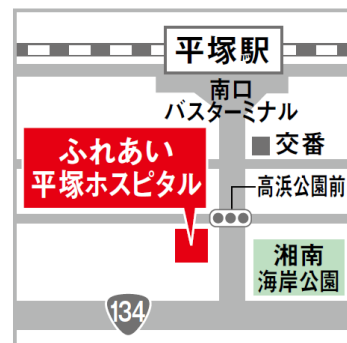 平塚駅
南口
バスターミナル
交番
ふれあい
平塚ホスピタル
高浜公園前
湘南
海岸公園
134